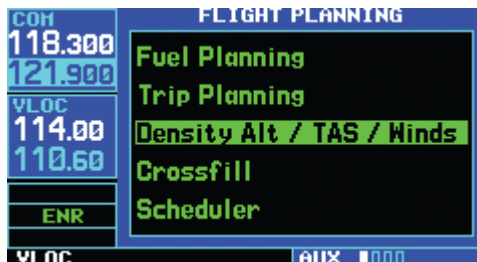 COM
118.300
121.900
VLOC
114.00
110.60
ENR
VLOC
FLIGHT PLANNING
Fuel Planning
Trip Planning
Density Alt / TAS / Winds
Crossfill
Scheduler
AUX